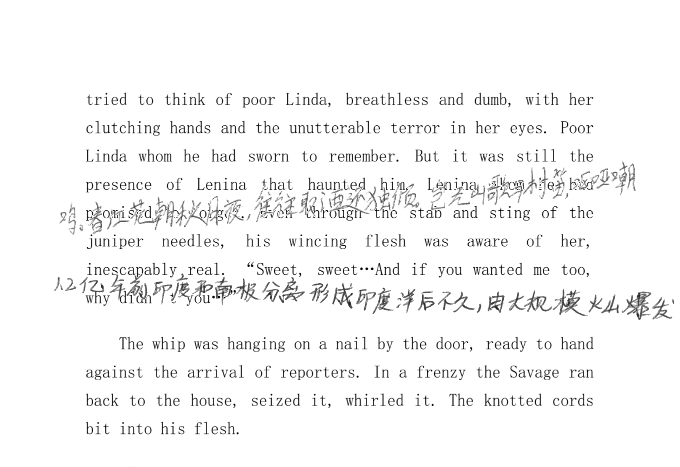 tried to think of poor Linda, breathless and dumb, with her
clutching hands and the unutterable terror in her eyes. Poor
Linda whom he had sworn to remember. But it was still the
presence of Lenina that haunted him. Lenina whom he had
岂无山歌与村笛,呕哑嘲
鸣。春江花朝秋月夜,往往取酒还独倾。
promised to forget. Even through the stab and sting of the
juniper needles, his wincing flesh was aware of her,
inescapably real. “Sweet, sweet…And if you wanted me too,
1.2亿年前印度和南极分离形成印度洋后不久,由大规模火山爆发
why didn't you…”
The whip was hanging on a nail by the door, ready to hand
against the arrival of reporters. In a frenzy the Savage ran
back to the house, seized it, whirled it. The knotted cords
bit into his flesh.